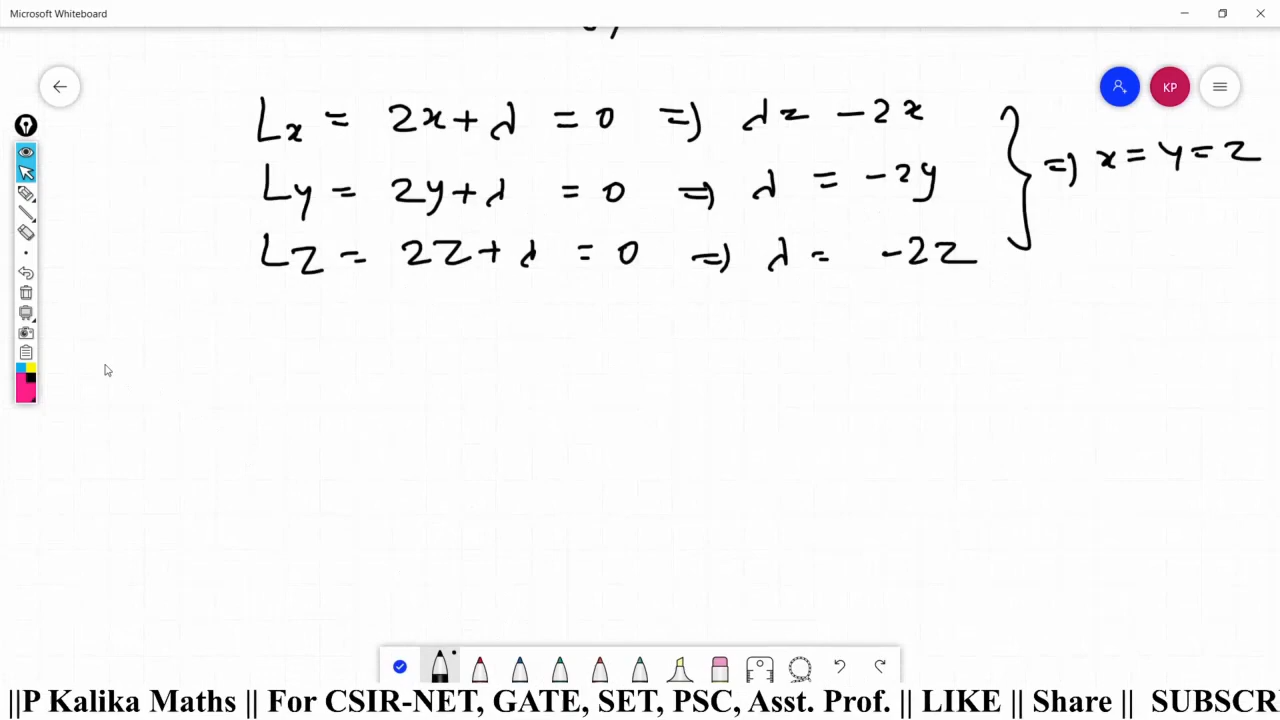 Microsoft Whiteboard
KP
Lx = 2x+λ = 0 => λ = -2x
Ly = 2y+λ = 0 => λ = -2y
Lz = 2z+λ = 0 => λ = -2z
} => x = y = z
||P Kalika Maths || For CSIR-NET, GATE, SET, PSC, Asst. Prof. || LIKE || Share || SUBSCR